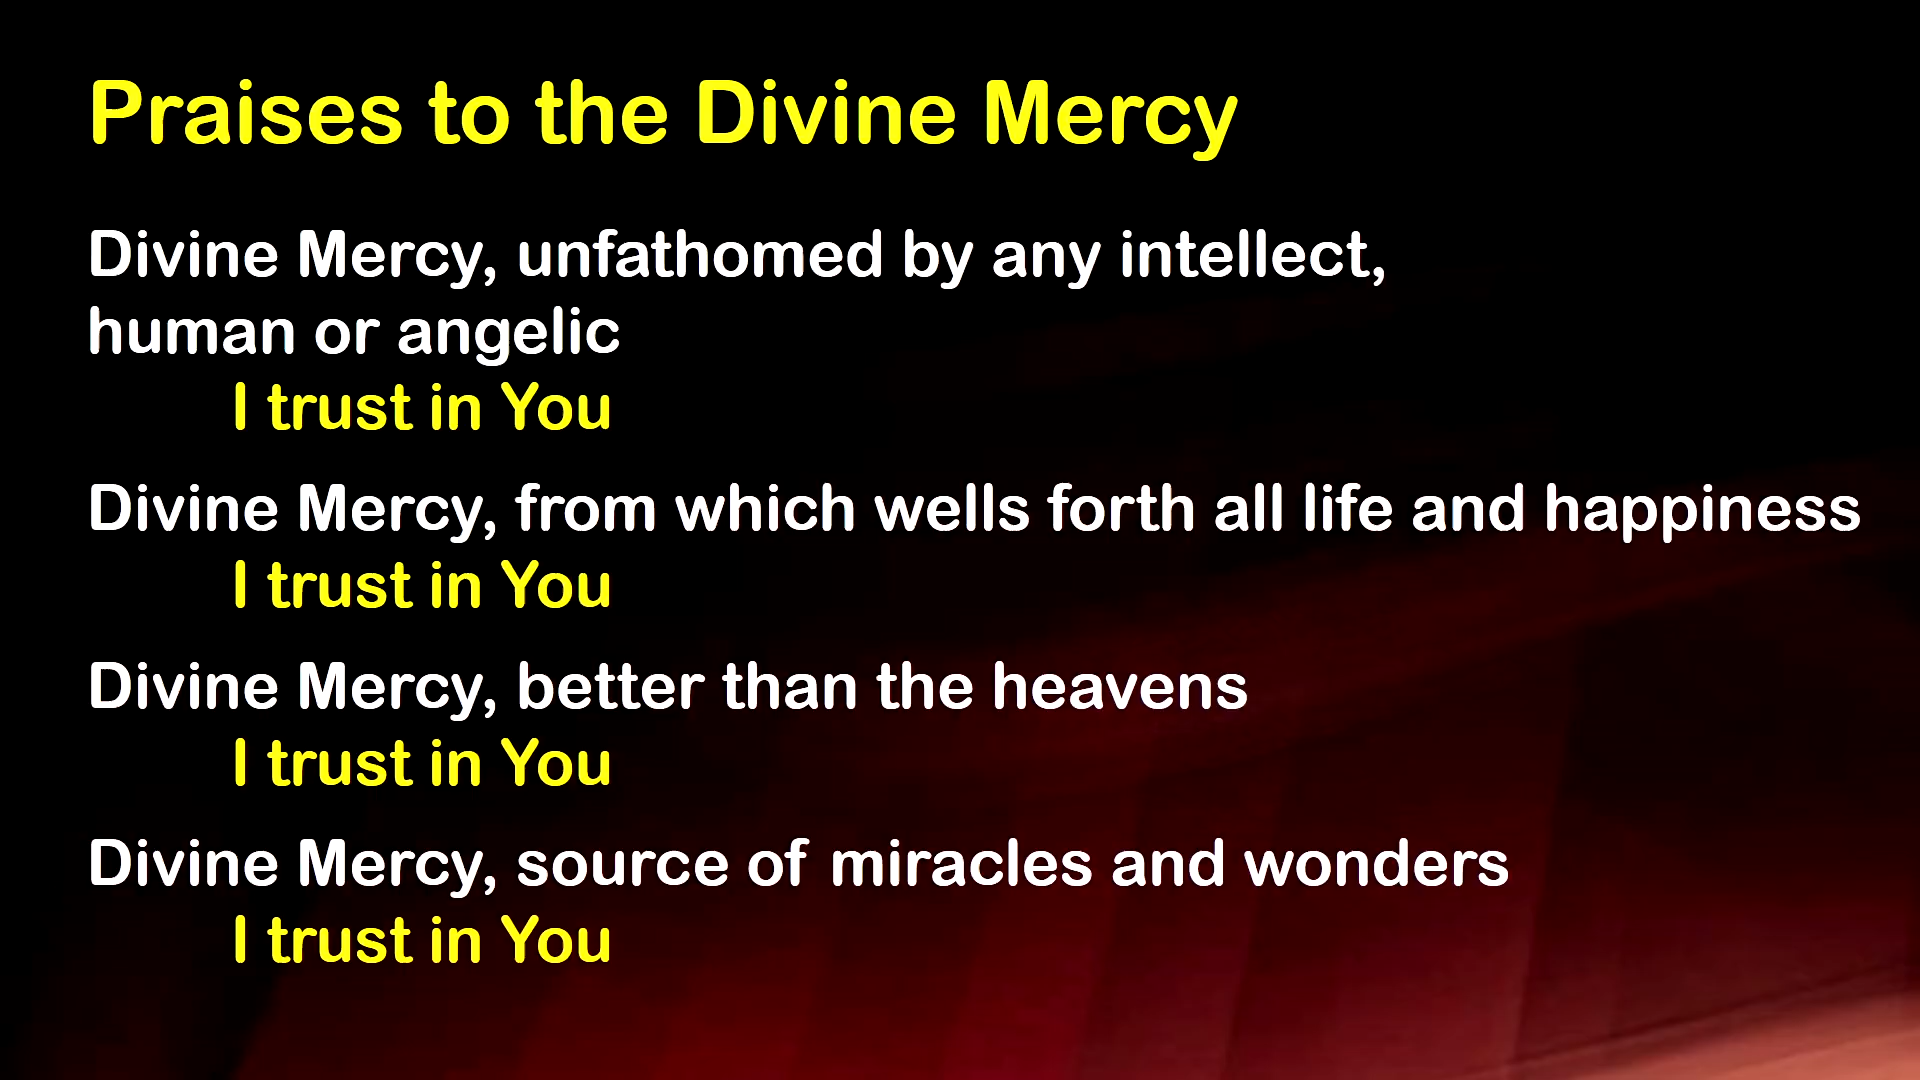 Praises to the Divine Mercy
Divine Mercy, unfathomed by any intellect,
human or angelic
I trust in You
Divine Mercy, from which wells forth all life and happiness
I trust in You
Divine Mercy, better than the heavens
I trust in You
Divine Mercy, source of miracles and wonders
I trust in You